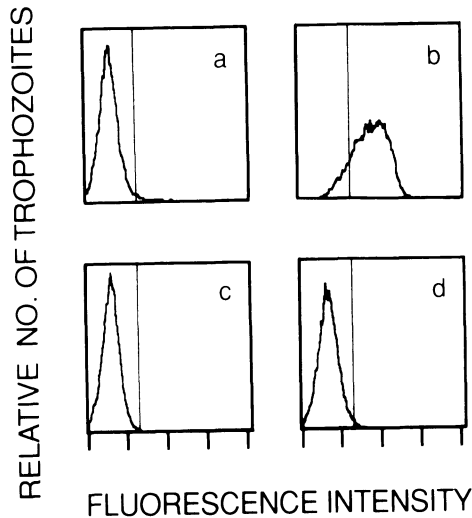 RELATIVE NO. OF TROPHOZOITES
a
b
c
d
FLUORESCENCE INTENSITY